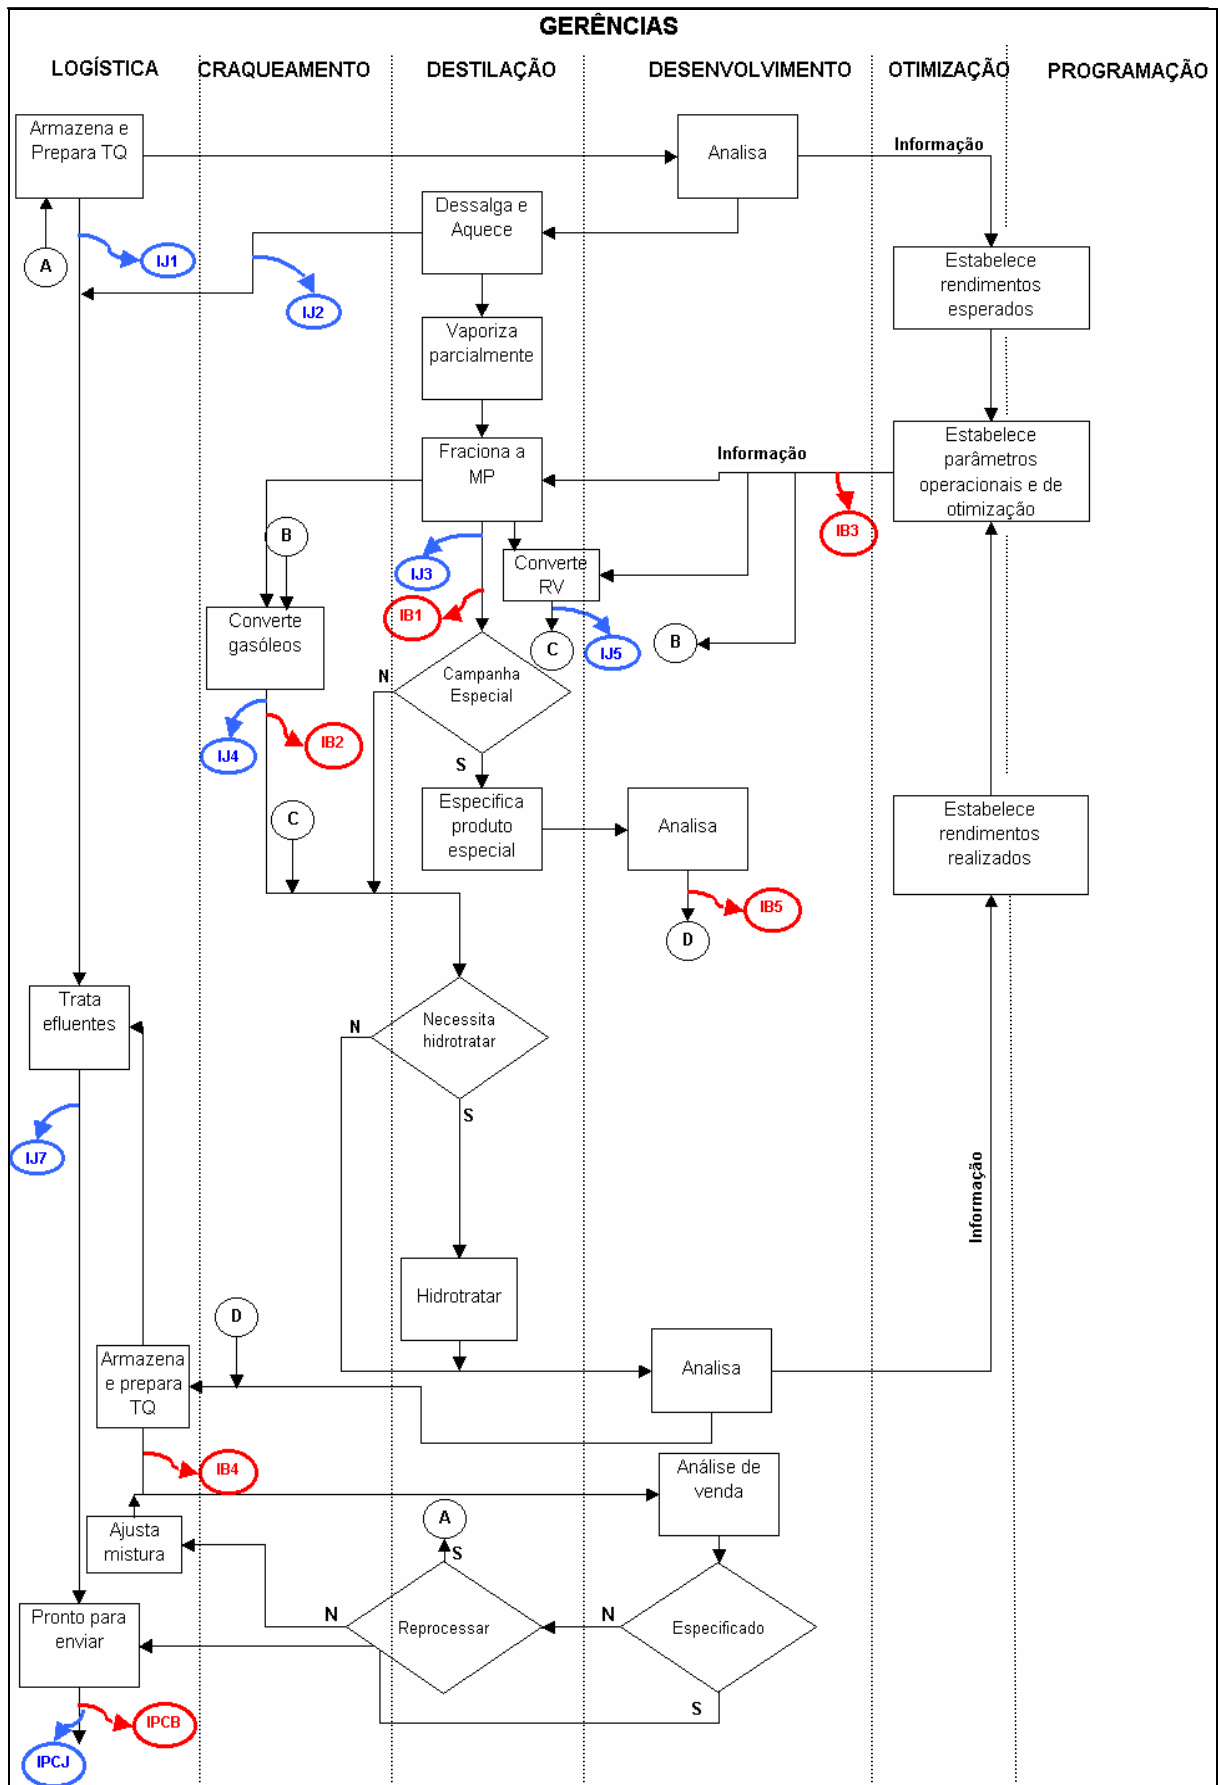 GERÊNCIAS
LOGÍSTICA
CRAQUEAMENTO
DESTILAÇÃO
DESENVOLVIMENTO
OTIMIZAÇÃO
PROGRAMAÇÃO
Armazena e
Prepara TQ
Analisa
Informação
Dessalga e
Aquece
A
IJ1
IJ2
Estabelece
rendimentos
esperados
Vaporiza
parcialmente
Fraciona a
MP
Informação
Estabelece
parâmetros
operacionais e de
otimização
IB3
B
IJ3
Converte
RV
IB1
C
IJ5
B
Converte
gasóleos
N
Campanha
Especial
S
IJ4
IB2
C
Especifica
produto
especial
Analisa
Estabelece
rendimentos
realizados
IB5
D
Trata
efluentes
N
Necessita
hidrotratar
S
IJ7
Informação
Hidrotratar
D
Armazena
e prepara
TQ
Analisa
IB4
Análise de
venda
A
S
Ajusta
mistura
Pronto para
enviar
N
Reprocessar
N
Especificado
S
IPCB
IPCJ